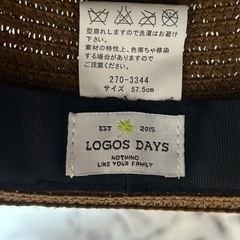 型崩れしますので洗濯はお避け下さい
素材の特性上、色落ちや移染
する場合がありますので
ご注意下さい。
270-3344
サイズ 57.5cm
EST 2015
LOGOS DAYS
NOTHING
LIKE YOUR FAMILY